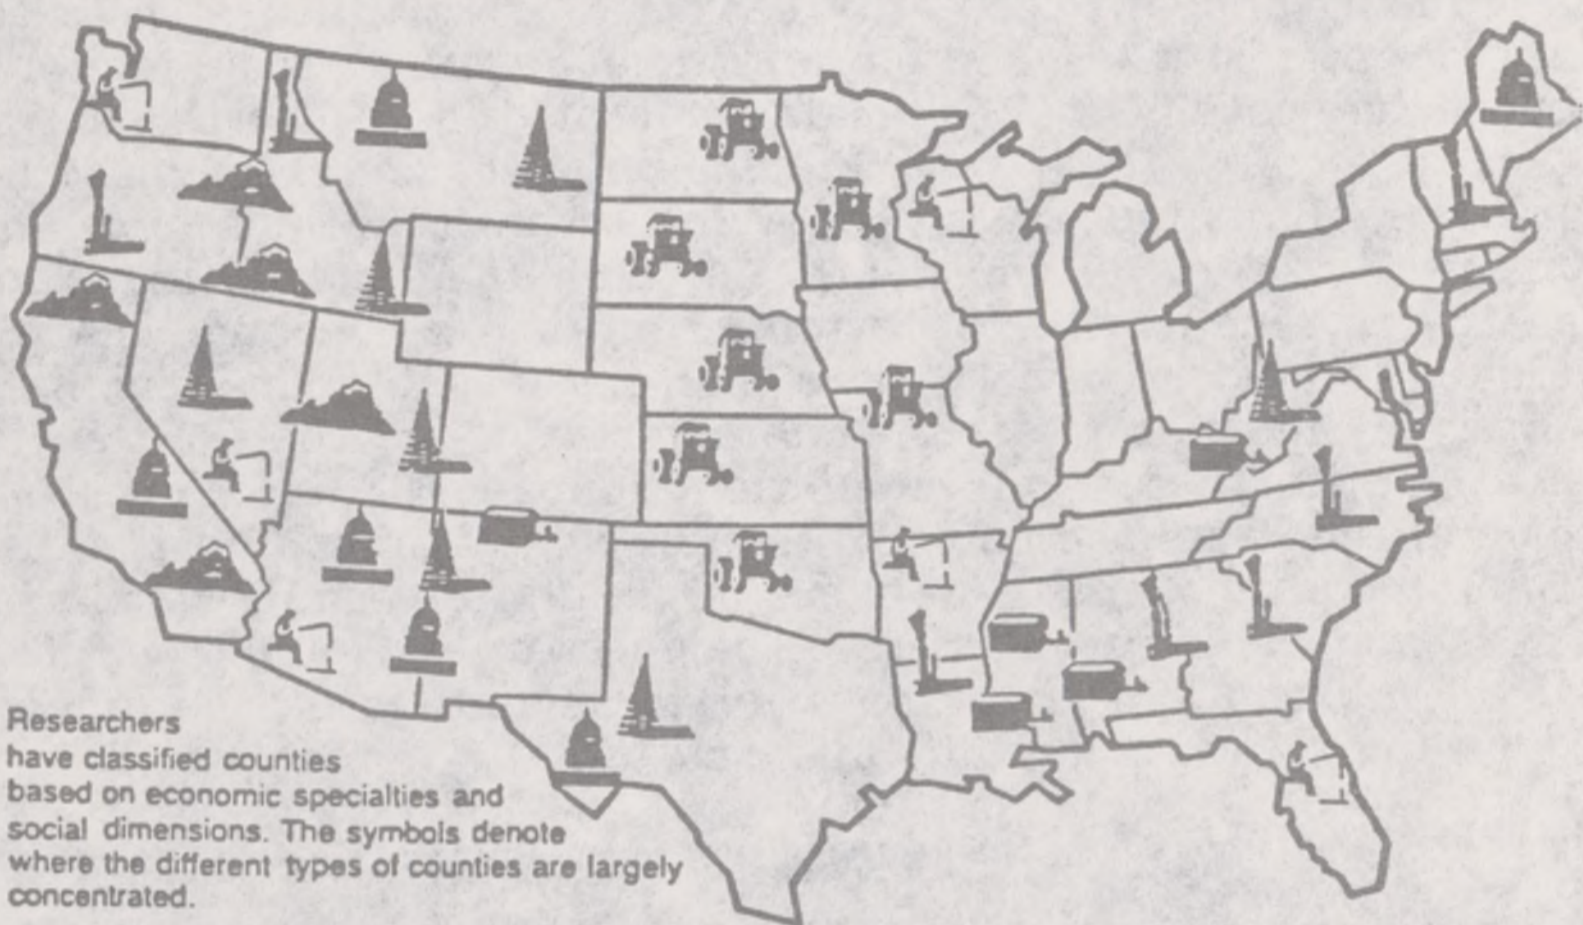 Researchers
have classified counties
based on economic specialties and
social dimensions. The symbols denote
where the different types of counties are largely
concentrated.